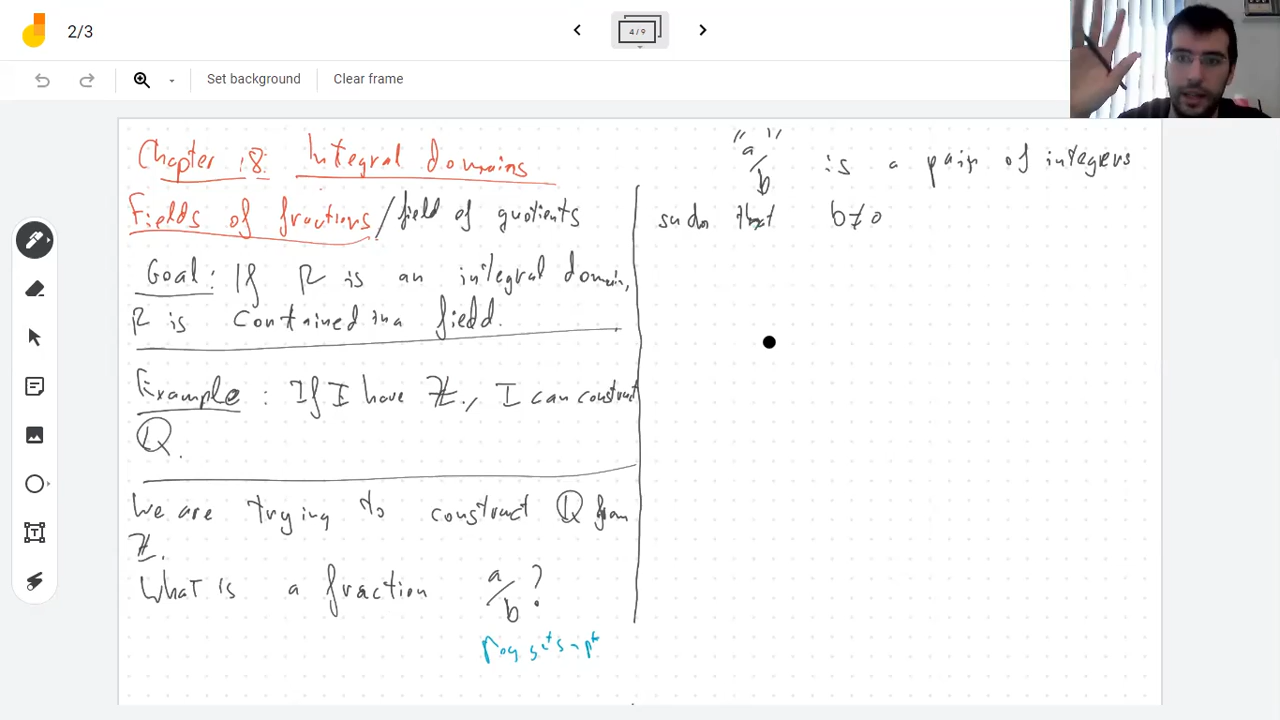 2/3
4/9
Set background
Clear frame
Chapter 18: Integral domains
Fields of fractions/field of quotients
Goal: If R is an integral domain,
R is contained in a field.
Example: If I have ℤ, I can construct
ℚ.
We are trying to construct ℚ from
ℤ.
What is a fraction a/b?
"a/b" is a pair of integers
such that b≠0